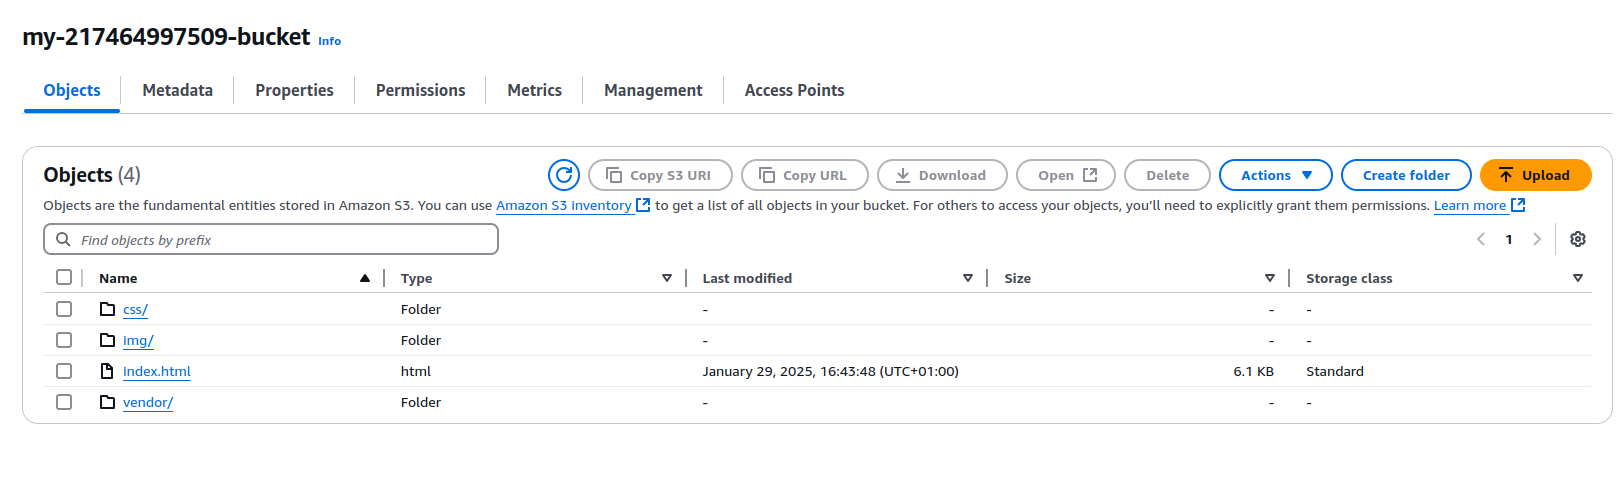 my-217464997509-bucket Info
Objects Metadata Properties Permissions Metrics Management Access Points
Objects (4) Copy S3 URI Copy URL Download Open Delete Actions Create folder Upload
Objects are the fundamental entities stored in Amazon S3. You can use Amazon S3 inventory to get a list of all objects in your bucket. For others to access your objects, you’ll need to explicitly grant them permissions. Learn more
Find objects by prefix 1
Name Type Last modified Size Storage class
css/ Folder - - -
img/ Folder - - -
index.html html January 29, 2025, 16:43:48 (UTC+01:00) 6.1 KB Standard
vendor/ Folder - - -